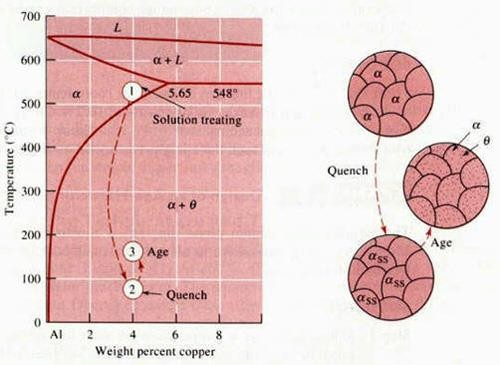 700
600
500
400
300
200
100
0
Temperature (°C)
Al
2
4
6
8
Weight percent copper
L
α + L
α
1
5.65 548°
Solution treating
α + θ
3 Age
2 Quench
α
α
α
Quench
α
θ
Age
αss
αss
αss